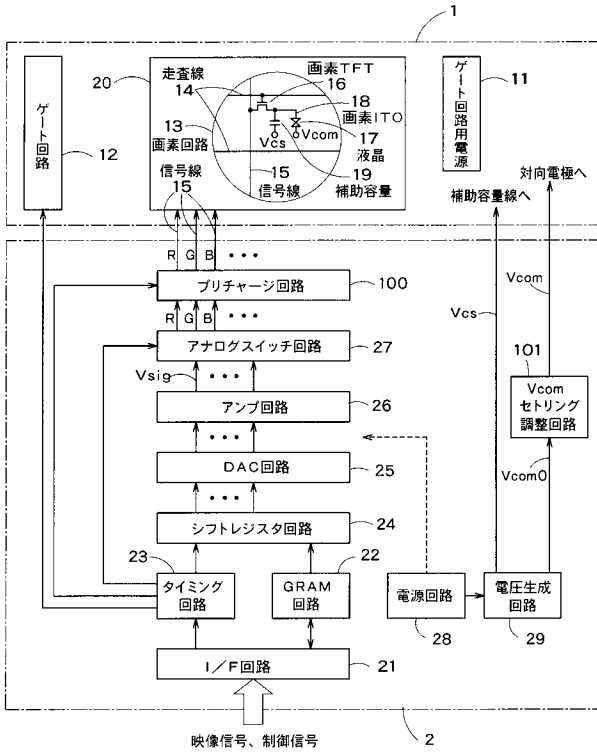 1
20
走査線
14
画素TFT
16
18
画素ITO
13
画素回路
Vcs
Vcom
17
液晶
19
補助容量
15
信号線
信号線
15
ゲート回路
12
ゲート回路用電源
11
対向電極へ
補助容量線へ
R G B ・・・
プリチャージ回路
100
R G B ・・・
アナログスイッチ回路
27
Vsig
・・・
アンプ回路
26
・・・
DAC回路
25
・・・
シフトレジスタ回路
24
23
タイミング
回路
22
GRAM
回路
I/F回路
21
映像信号、制御信号
Vcs
Vcom
101
Vcom
セトリング
調整回路
Vcom0
電源回路
28
電圧生成
回路
29
2